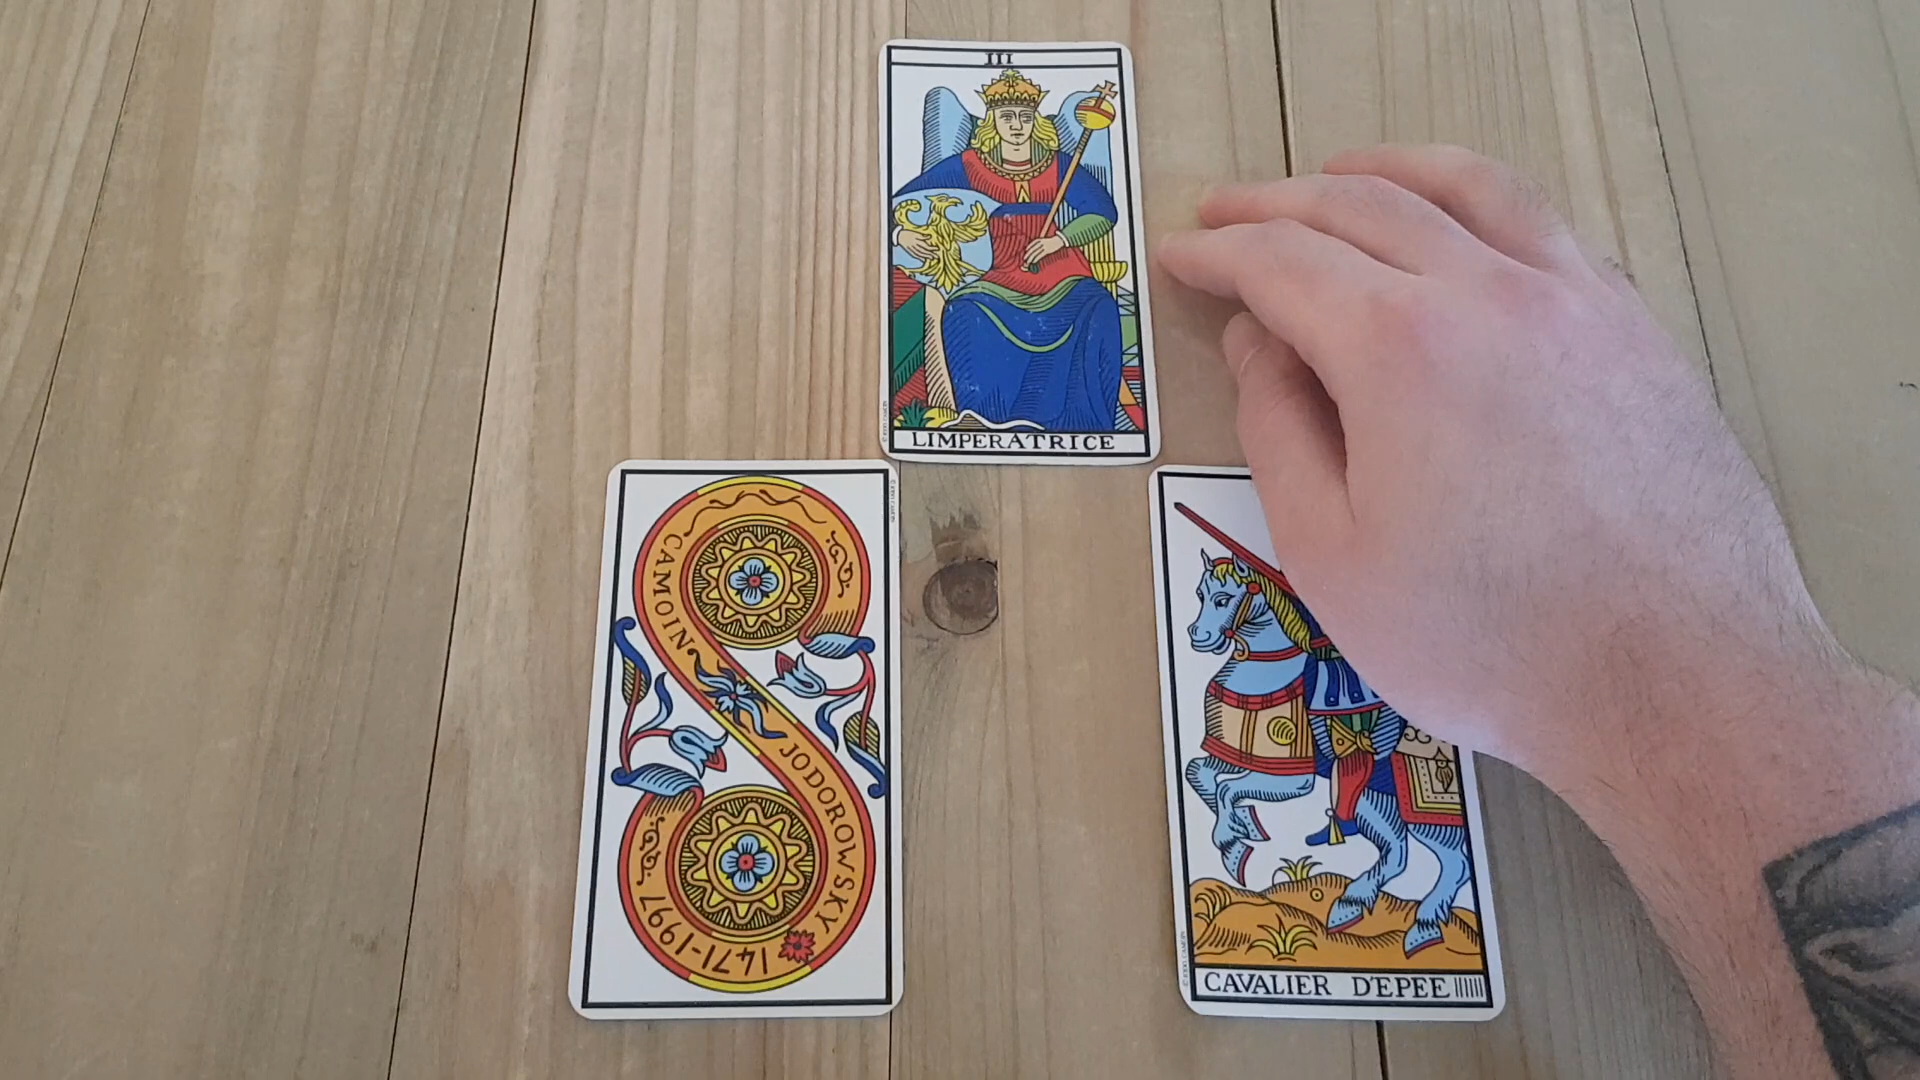 III
LIMPERATRICE
CAMOIN
JODOROWSKY
1471-1997
CAVALIER D'EPEE